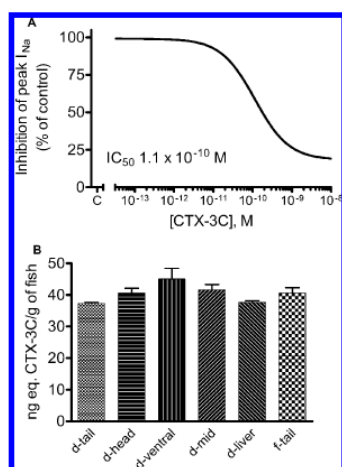 A
Inhibition of peak I_Na
(% of control)
100
75
50
25
0
IC50 1.1 x 10^-10 M
C 10^-13 10^-12 10^-11 10^-10 10^-9 10^-8
[CTX-3C], M
B
ng eq. CTX-3C/g of fish
50
40
30
20
10
0
d-tail d-head d-ventral d-mid d-liver f-tail